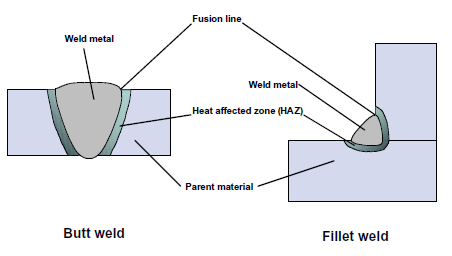 Fusion line
Weld metal
Weld metal
Heat affected zone (HAZ)
Parent material
Butt weld
Fillet weld